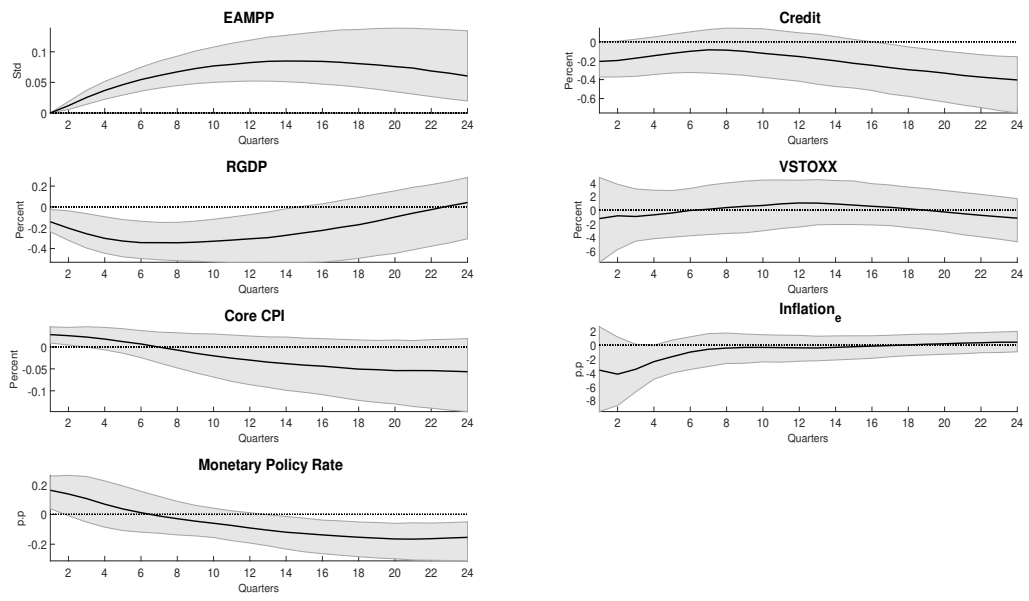 EAMPP
Std
0.1
0.05
0
2 4 6 8 10 12 14 16 18 20 22 24
Quarters
Credit
Percent
0
-0.2
-0.4
-0.6
2 4 6 8 10 12 14 16 18 20 22 24
Quarters
RGDP
Percent
0.2
0
-0.2
-0.4
2 4 6 8 10 12 14 16 18 20 22 24
Quarters
VSTOXX
Percent
4
2
0
-2
-4
-6
2 4 6 8 10 12 14 16 18 20 22 24
Quarters
Core CPI
Percent
0
-0.05
-0.1
2 4 6 8 10 12 14 16 18 20 22 24
Quarters
Inflation e
p.p
2
0
-2
-4
-6
-8
2 4 6 8 10 12 14 16 18 20 22 24
Quarters
Monetary Policy Rate
p.p
0.2
0
-0.2
2 4 6 8 10 12 14 16 18 20 22 24
Quarters